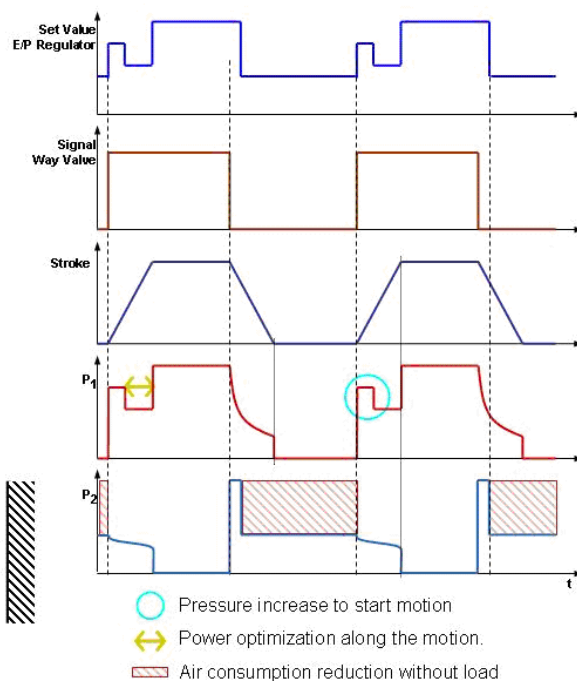 Set Value
E/P Regulator
Signal
Way Valve
Stroke
P1
P2
t
Pressure increase to start motion
Power optimization along the motion.
Air consumption reduction without load